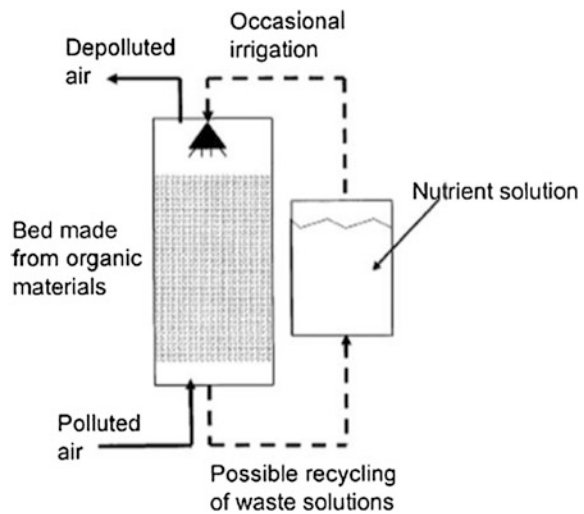 Occasional
irrigation
Depolluted
air
Nutrient solution
Bed made
from organic
materials
Polluted
air
Possible recycling
of waste solutions